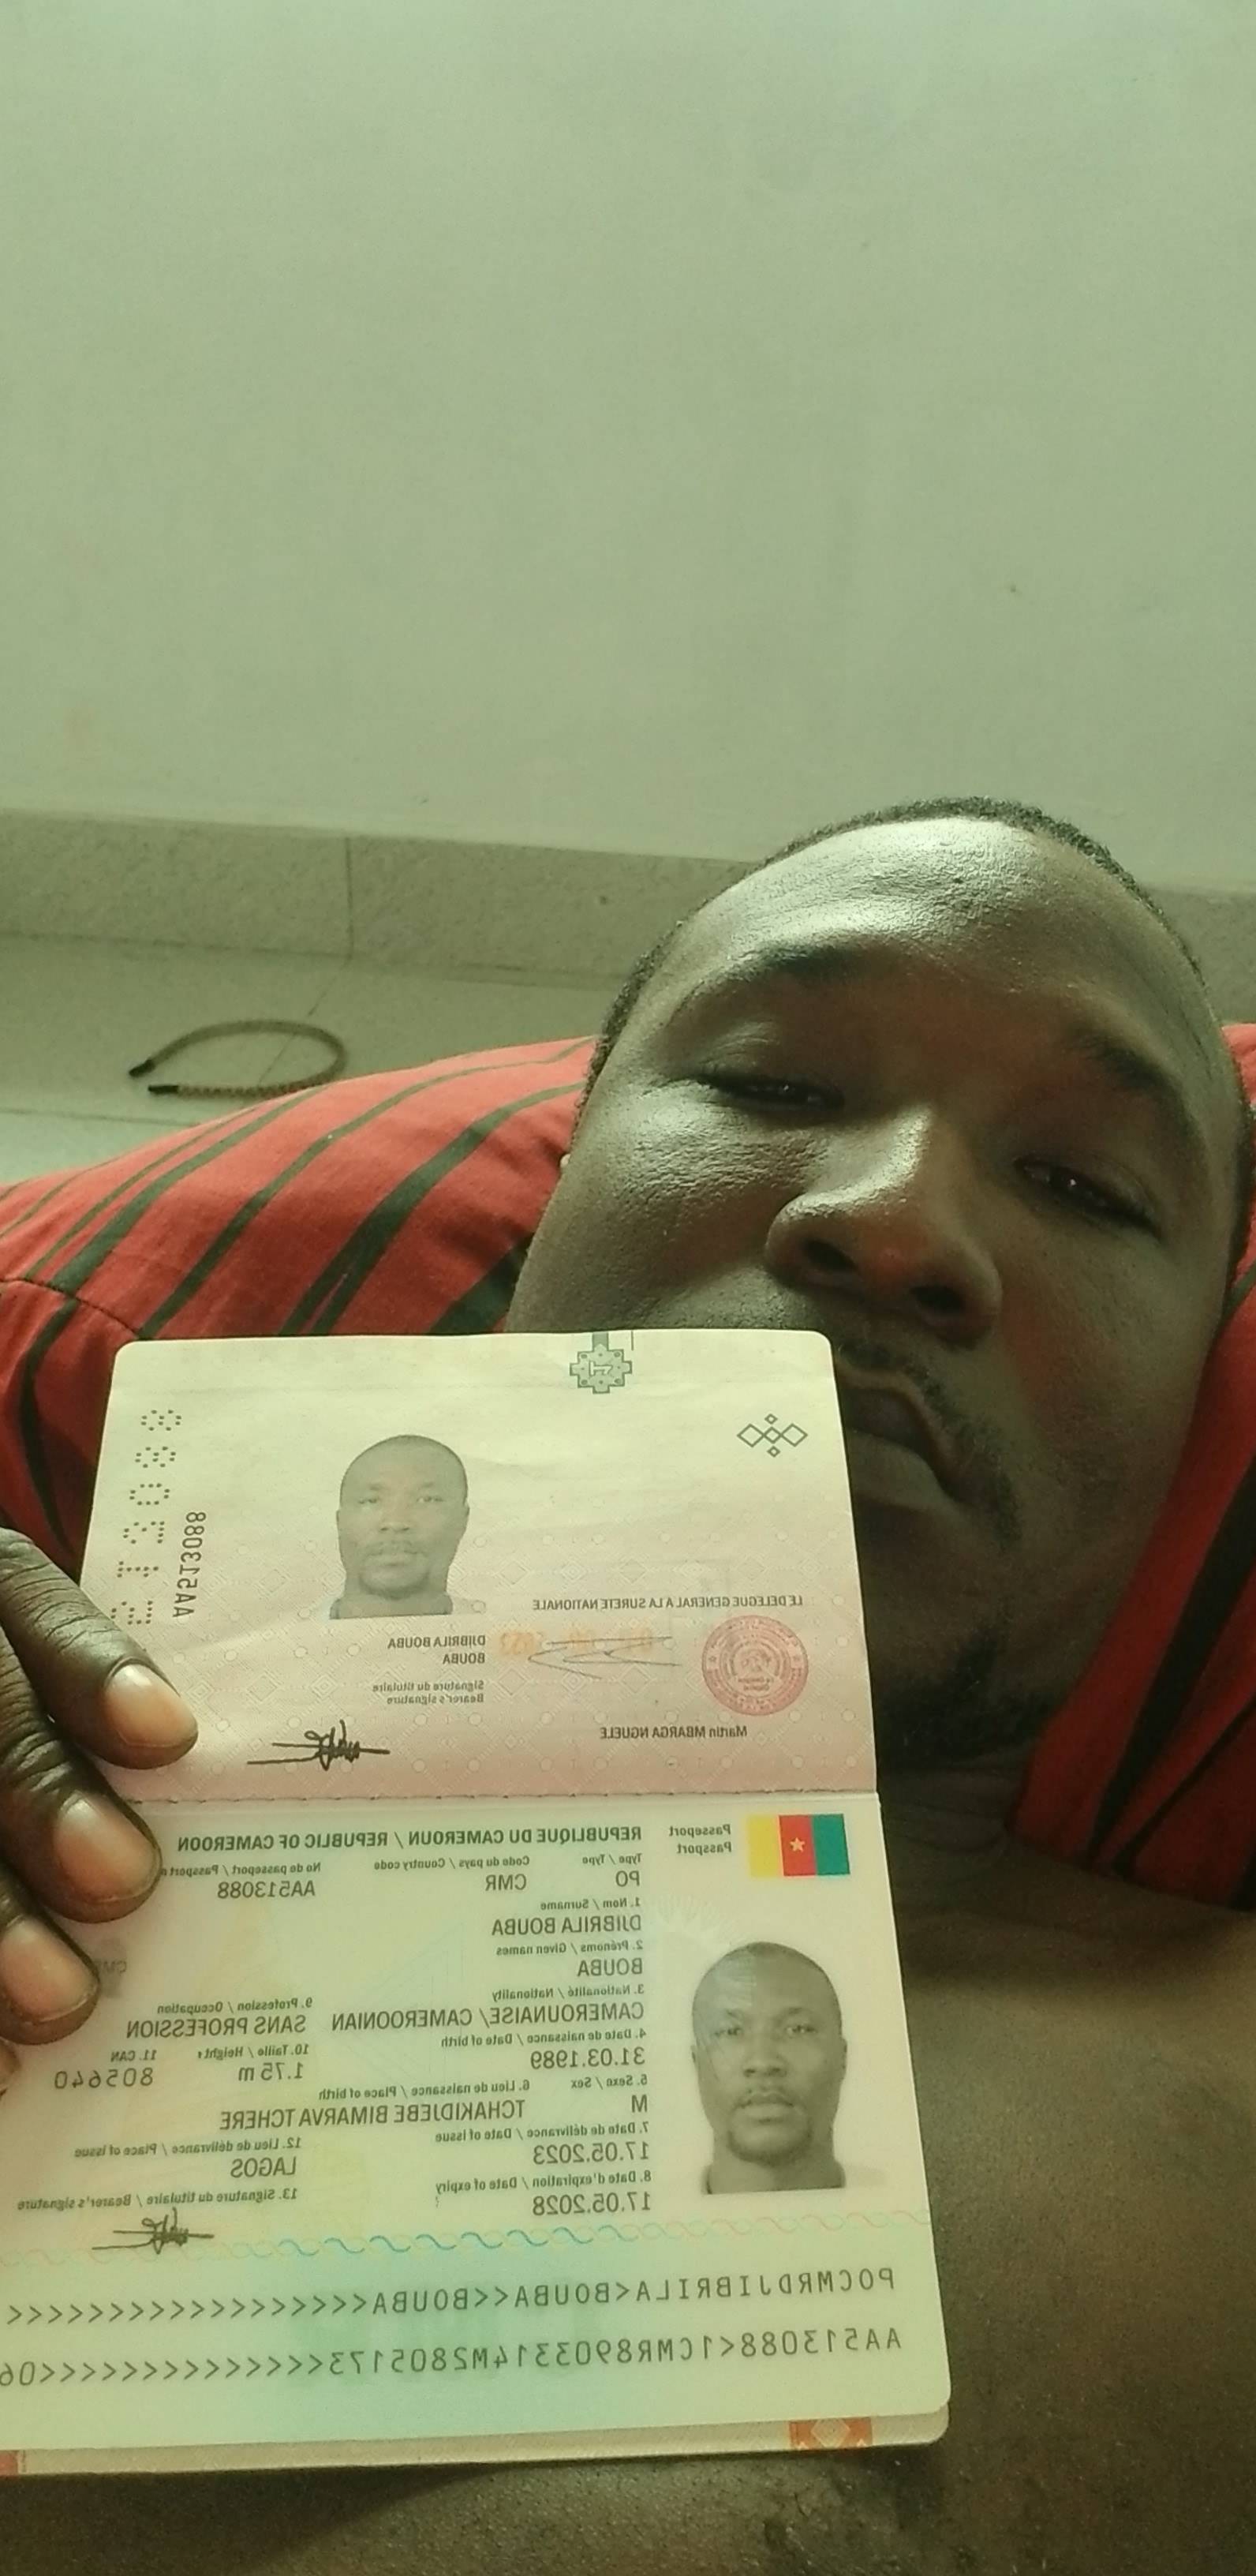 AA513088
513088
LE DELEGUE GENERAL A LA SURETE NATIONALE
DJIBRILA BOUBA
BOUBA
Signature du titulaire
Bearer's signature
Martin MBARGA NGUELE
Passeport
Passport
REPUBLIQUE DU CAMEROUN / REPUBLIC OF CAMEROON
Type / Type Code du pays / Country code No de passeport / Passport
PO CMR AA513088
1. Nom / Surname
DJIBRILA BOUBA
2. Prénoms / Given names
BOUBA
3. Nationalité / Nationality
CAMEROUNAISE/ CAMEROONIAN
9. Profession / Occupation
SANS PROFESSION
4. Date de naissance / Date of birth
31.03.1989
10. Taille / Height 11. CAN
1.75 m 805640
5. Sexe / Sex 6. Lieu de naissance / Place of birth
M TCHAKIDJEBE BIMARVA TCHERE
7. Date de délivrance / Date of issue 12. Lieu de délivrance / Place of issue
17.05.2023 LAGOS
8. Date d'expiration / Date of expiry 13. Signature du titulaire / Bearer's signature
17.05.2028
POCMRDJIBRILA<BOUBA<<BOUBA<<<<<<<<<<<<<<<<<
AA513088<1CMR8903314M2805173<<<<<<<<<<<<<<06